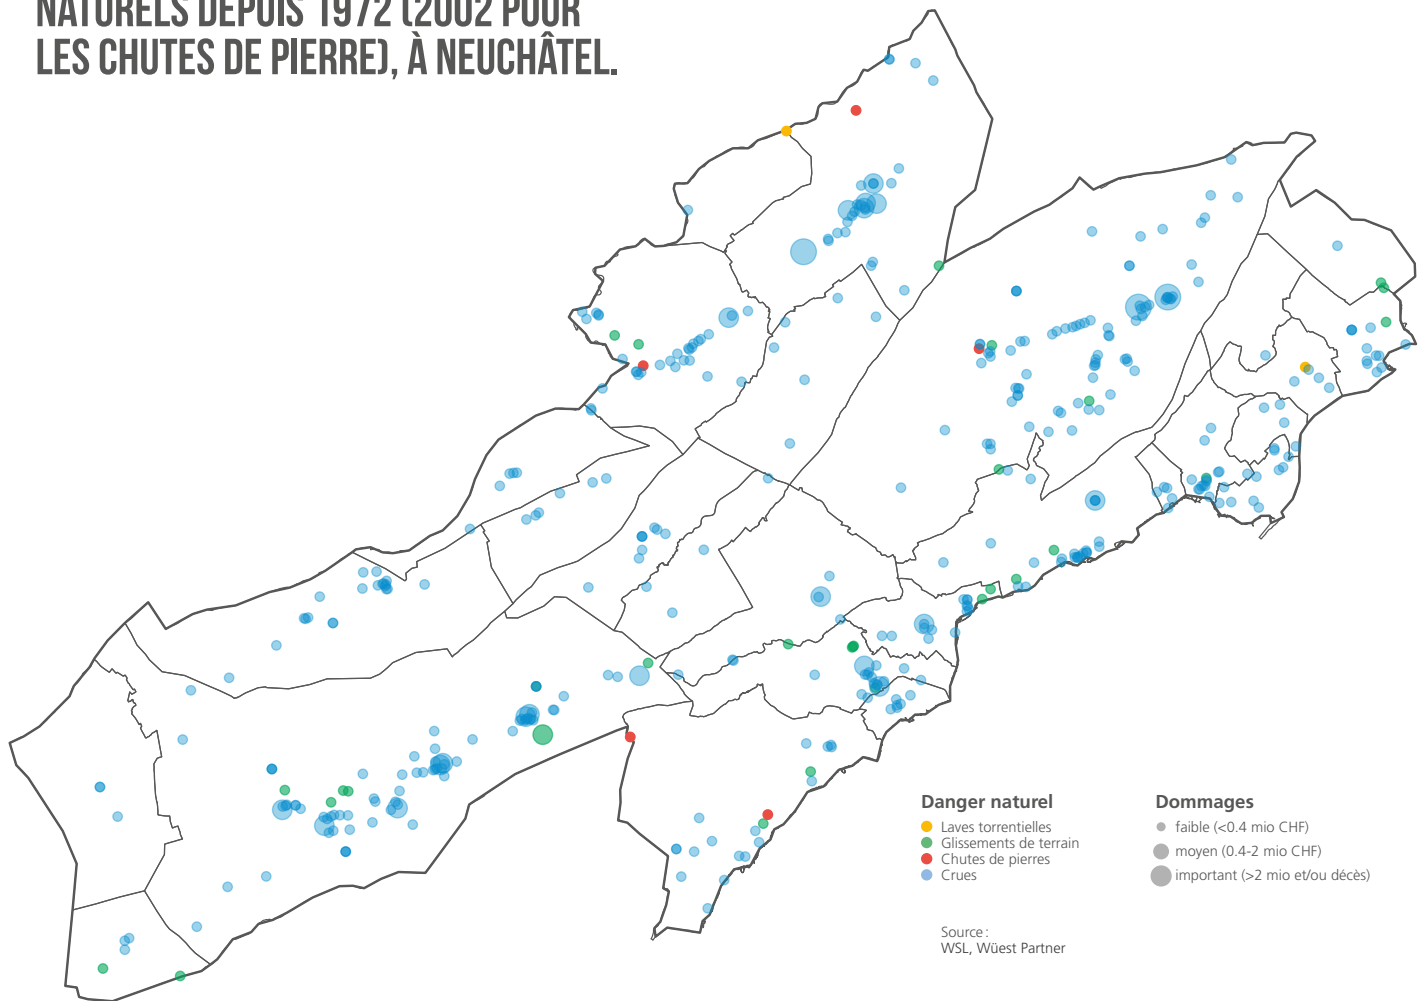 NATURELS DEPUIS 1972 (2002 POUR
LES CHUTES DE PIERRE), À NEUCHÂTEL.
Danger naturel
Laves torrentielles
Glissements de terrain
Chutes de pierres
Crues
Dommages
faible (<0.4 mio CHF)
moyen (0.4-2 mio CHF)
important (>2 mio et/ou décès)
Source :
WSL, Wüest Partner